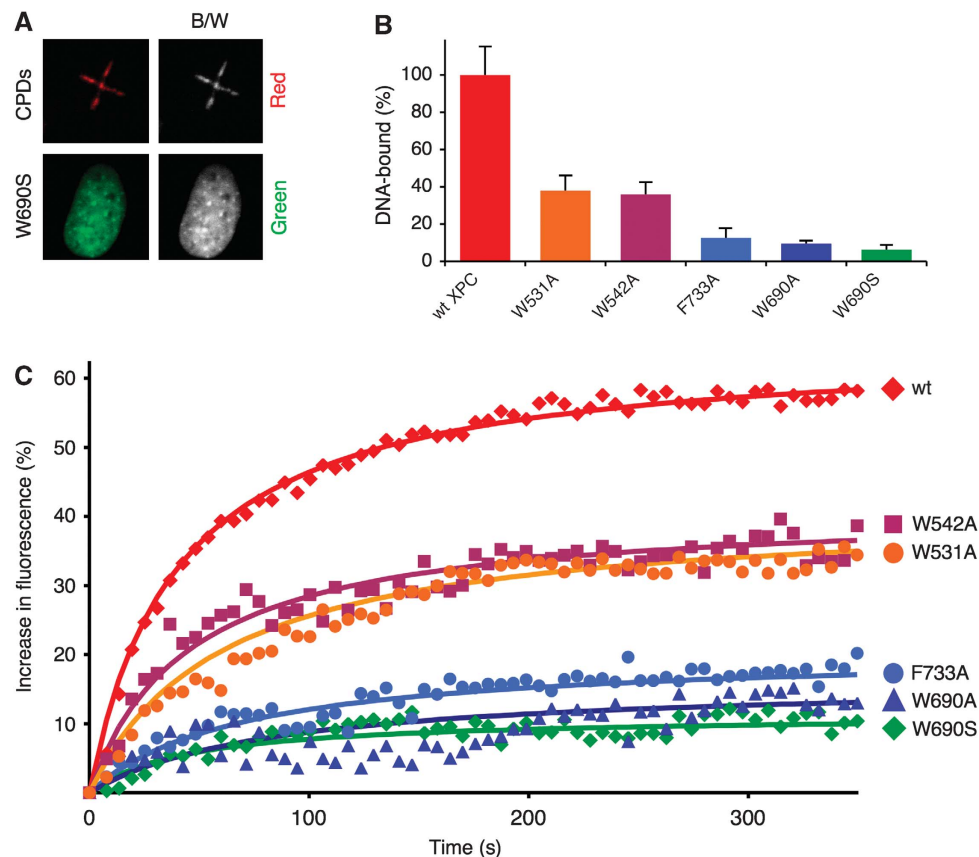 A
B/W
CPDs
Red
W690S
Green
B
DNA-bound (%)
100
80
60
40
20
0
wt XPC
W531A
W542A
F733A
W690A
W690S
C
Increase in fluorescence (%)
60
50
40
30
20
10
0
100
200
300
Time (s)
wt
W542A
W531A
F733A
W690A
W690S